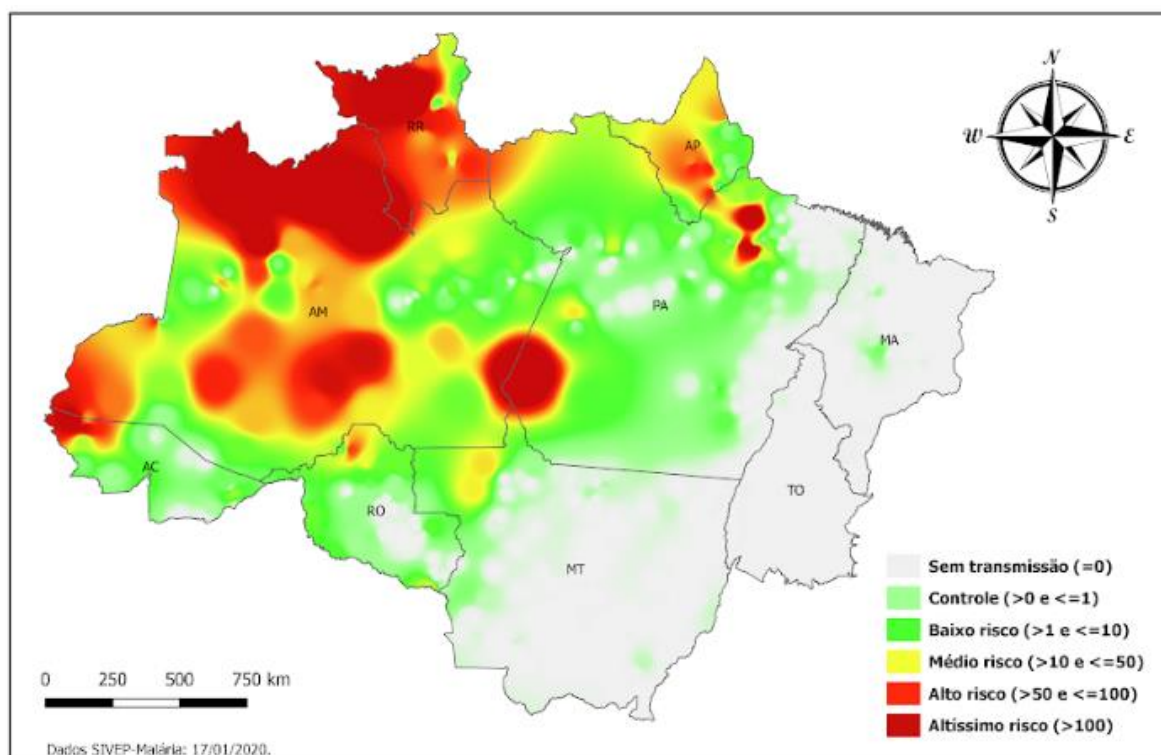 N
W
E
S
RR
AP
AM
PA
MA
AC
RO
TO
MT
Sem transmissão (=0)
Controle (>0 e <=1)
Baixo risco (>1 e <=10)
Médio risco (>10 e <=50)
Alto risco (>50 e <=100)
Altíssimo risco (>100)
0 250 500 750 km
Dados SIVEP-Malária: 17/01/2020.